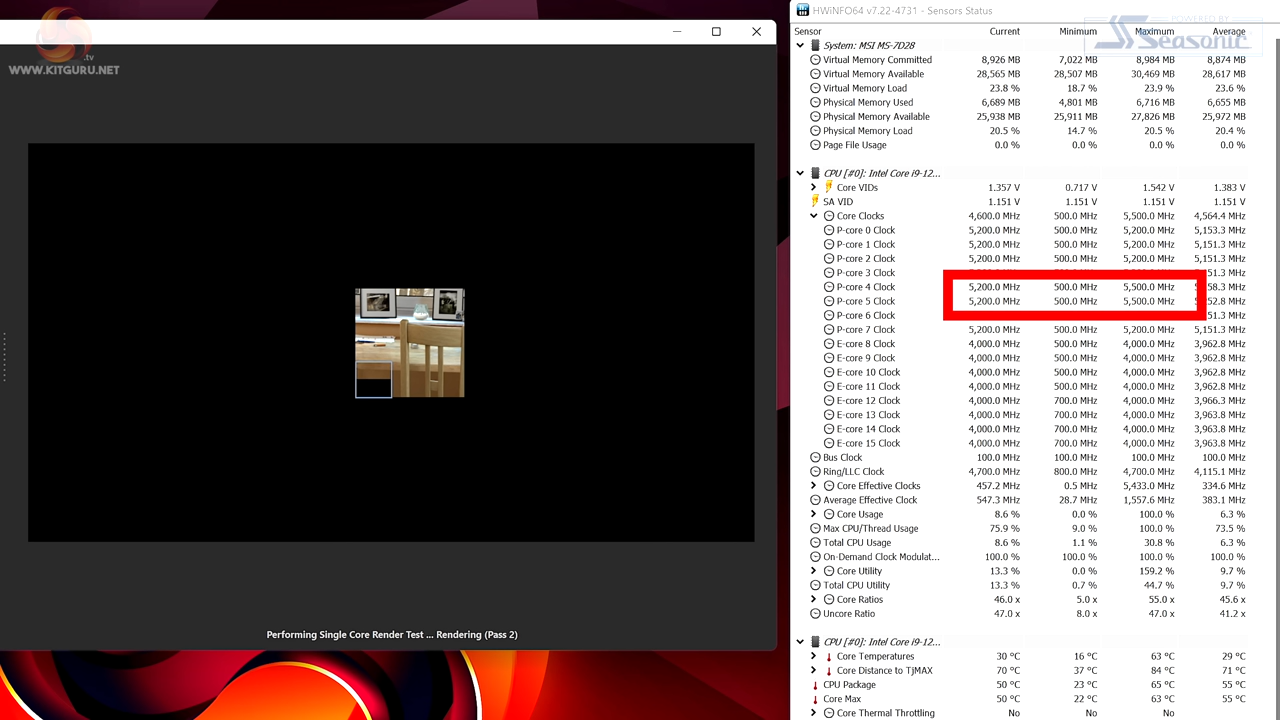 .tv
WWW.KITGURU.NET
Performing Single Core Render Test ... Rendering (Pass 2)
HWiNFO64 v7.22-4731 - Sensors Status
POWERED BY
Seasonic
Sensor Current Minimum Maximum Average
System: MSI MS-7D28
Virtual Memory Committed 8,926 MB 7,022 MB 8,984 MB 8,874 MB
Virtual Memory Available 28,565 MB 28,507 MB 30,469 MB 28,617 MB
Virtual Memory Load 23.8 % 18.7 % 23.9 % 23.6 %
Physical Memory Used 6,689 MB 4,801 MB 6,716 MB 6,655 MB
Physical Memory Available 25,938 MB 25,911 MB 27,826 MB 25,972 MB
Physical Memory Load 20.5 % 14.7 % 20.5 % 20.4 %
Page File Usage 0.0 % 0.0 % 0.0 % 0.0 %
CPU [#0]: Intel Core i9-12...
Core VIDs 1.357 V 0.717 V 1.542 V 1.383 V
SA VID 1.151 V 1.151 V 1.151 V 1.151 V
Core Clocks 4,600.0 MHz 500.0 MHz 5,500.0 MHz 4,564.4 MHz
P-core 0 Clock 5,200.0 MHz 500.0 MHz 5,200.0 MHz 5,153.3 MHz
P-core 1 Clock 5,200.0 MHz 500.0 MHz 5,200.0 MHz 5,151.3 MHz
P-core 2 Clock 5,200.0 MHz 500.0 MHz 5,200.0 MHz 5,151.3 MHz
P-core 3 Clock 151.3 MHz
P-core 4 Clock 5,200.0 MHz 500.0 MHz 5,500.0 MHz 58.3 MHz
P-core 5 Clock 5,200.0 MHz 500.0 MHz 5,500.0 MHz 52.8 MHz
P-core 6 Clock 151.3 MHz
P-core 7 Clock 5,200.0 MHz 500.0 MHz 5,200.0 MHz 5,151.3 MHz
E-core 8 Clock 4,000.0 MHz 500.0 MHz 4,000.0 MHz 3,962.8 MHz
E-core 9 Clock 4,000.0 MHz 500.0 MHz 4,000.0 MHz 3,962.8 MHz
E-core 10 Clock 4,000.0 MHz 500.0 MHz 4,000.0 MHz 3,962.8 MHz
E-core 11 Clock 4,000.0 MHz 500.0 MHz 4,000.0 MHz 3,962.8 MHz
E-core 12 Clock 4,000.0 MHz 700.0 MHz 4,000.0 MHz 3,966.3 MHz
E-core 13 Clock 4,000.0 MHz 700.0 MHz 4,000.0 MHz 3,963.8 MHz
E-core 14 Clock 4,000.0 MHz 700.0 MHz 4,000.0 MHz 3,963.8 MHz
E-core 15 Clock 4,000.0 MHz 700.0 MHz 4,000.0 MHz 3,963.8 MHz
Bus Clock 100.0 MHz 100.0 MHz 100.0 MHz 100.0 MHz
Ring/LLC Clock 4,700.0 MHz 800.0 MHz 4,700.0 MHz 4,115.1 MHz
Core Effective Clocks 457.2 MHz 0.5 MHz 5,433.0 MHz 334.6 MHz
Average Effective Clock 547.3 MHz 28.7 MHz 1,557.6 MHz 383.1 MHz
Core Usage 8.6 % 0.0 % 100.0 % 6.3 %
Max CPU/Thread Usage 75.9 % 9.0 % 100.0 % 73.5 %
Total CPU Usage 8.6 % 1.1 % 30.8 % 6.3 %
On-Demand Clock Modulat... 100.0 % 100.0 % 100.0 % 100.0 %
Core Utility 13.3 % 0.0 % 159.2 % 9.7 %
Total CPU Utility 13.3 % 0.7 % 44.7 % 9.7 %
Core Ratios 46.0 x 5.0 x 55.0 x 45.6 x
Uncore Ratio 47.0 x 8.0 x 47.0 x 41.2 x
CPU [#0]: Intel Core i9-12...
Core Temperatures 30 °C 16 °C 63 °C 29 °C
Core Distance to TjMAX 70 °C 37 °C 84 °C 71 °C
CPU Package 50 °C 23 °C 65 °C 55 °C
Core Max 50 °C 22 °C 63 °C 55 °C
Core Thermal Throttling No No No